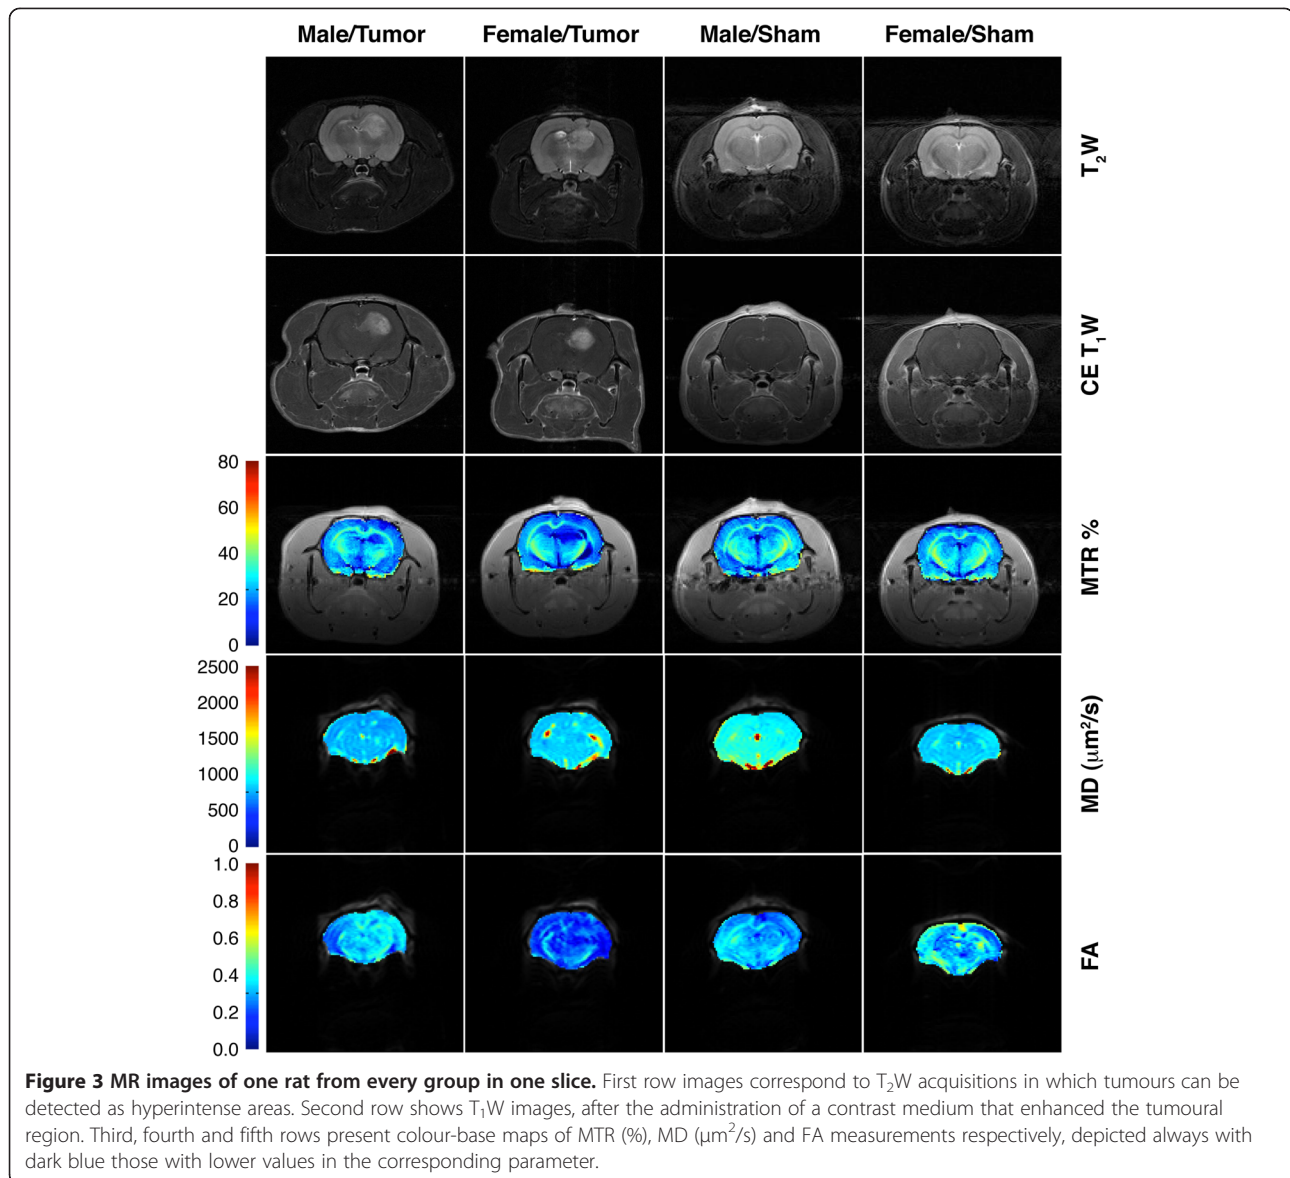 Male/Tumor Female/Tumor Male/Sham Female/Sham
T₂W
CE T₁W
80
60
40
20
0
MTR %
2500
2000
1500
1000
500
0
MD (μm²/s)
1.0
0.8
0.6
0.4
0.2
0.0
FA
Figure 3 MR images of one rat from every group in one slice. First row images correspond to T₂W acquisitions in which tumours can be
detected as hyperintense areas. Second row shows T₁W images, after the administration of a contrast medium that enhanced the tumoural
region. Third, fourth and fifth rows present colour-base maps of MTR (%), MD (μm²/s) and FA measurements respectively, depicted always with
dark blue those with lower values in the corresponding parameter.